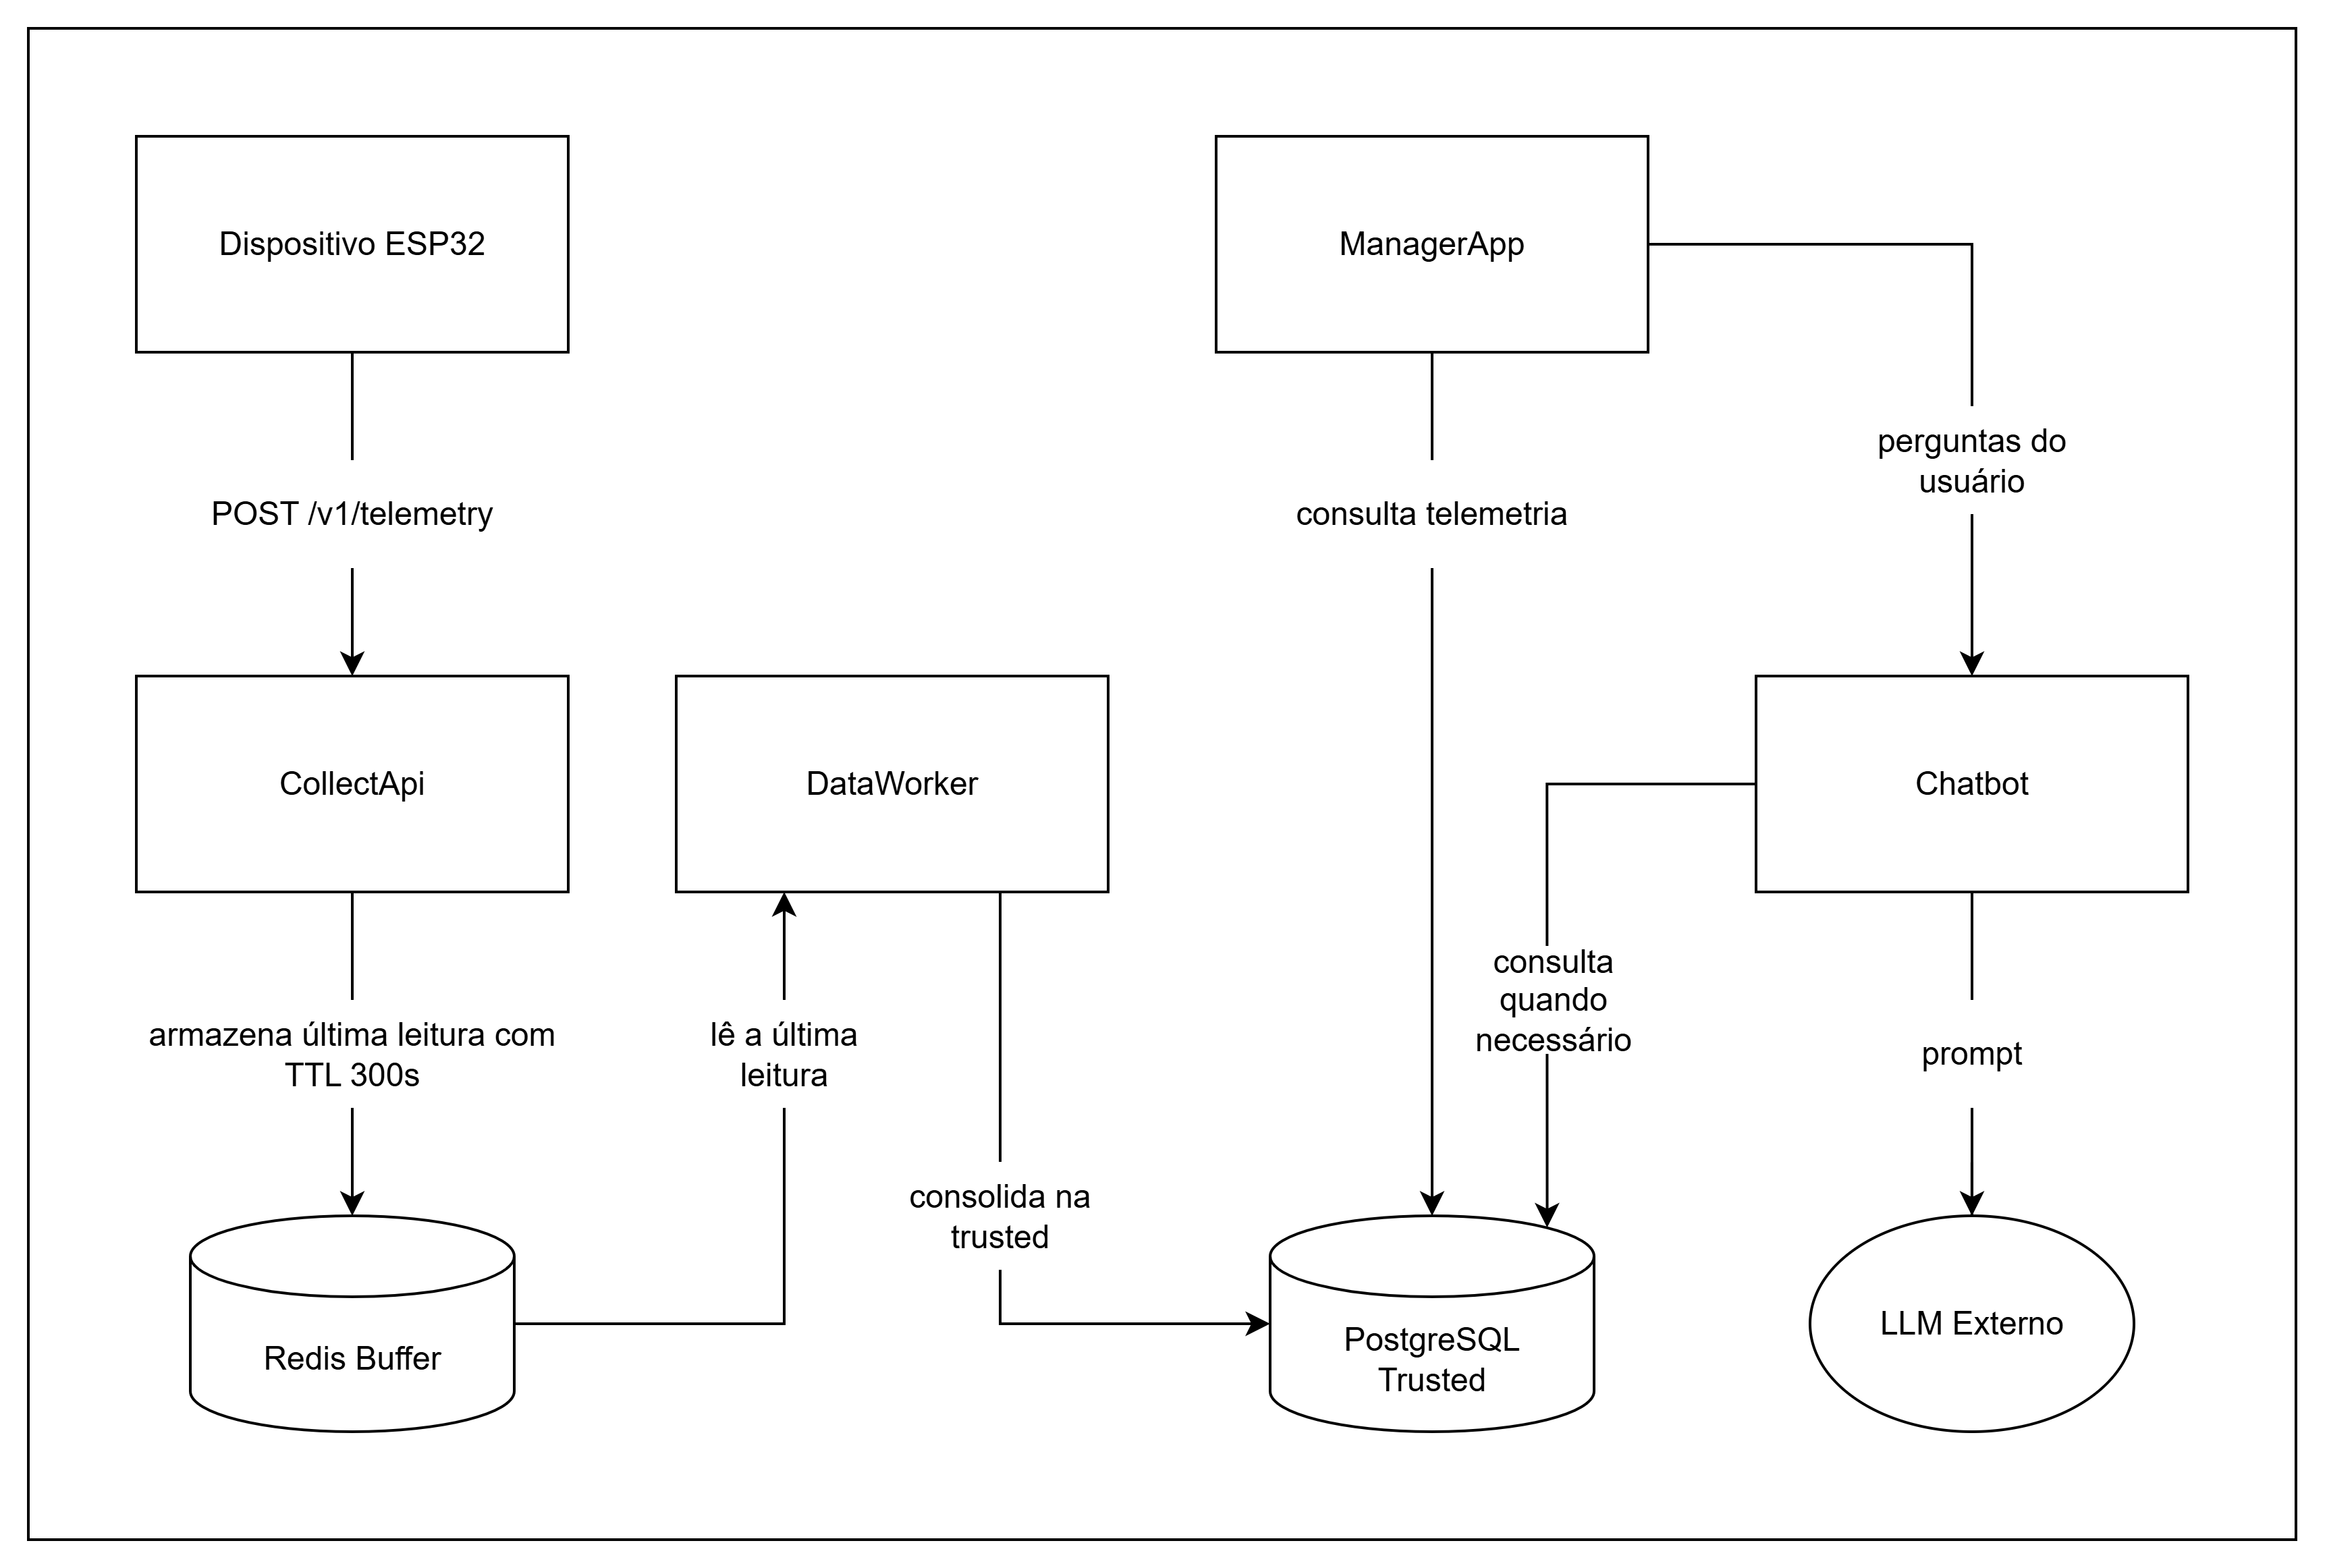 Dispositivo ESP32
ManagerApp
perguntas do
usuário
POST /v1/telemetry
consulta telemetria
CollectApi
DataWorker
Chatbot
consulta
quando
necessário
armazena última leitura com
TTL 300s
lê a última
leitura
prompt
consolida na
trusted
Redis Buffer
PostgreSQL
Trusted
LLM Externo